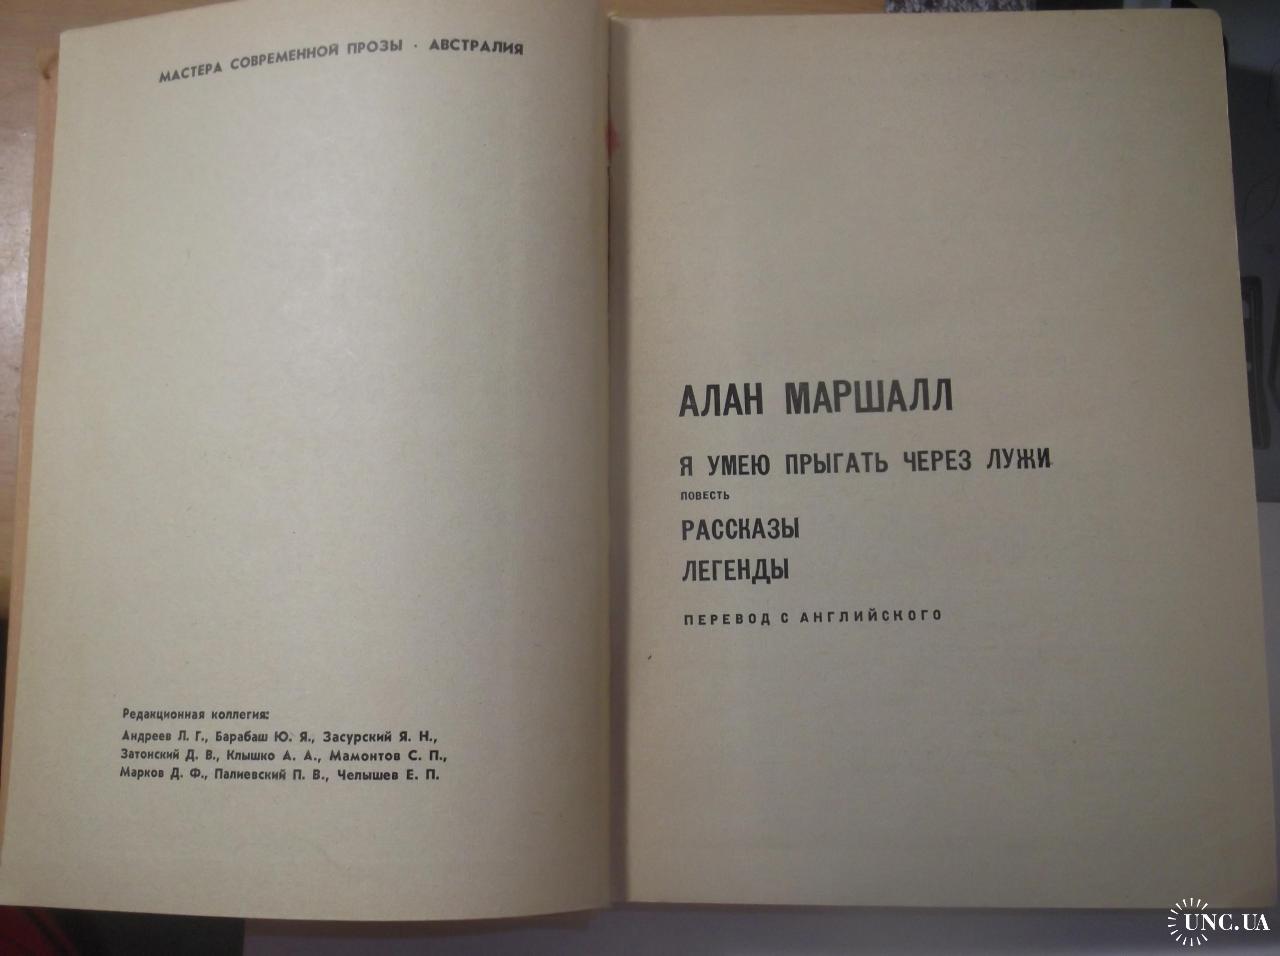 МАСТЕРА СОВРЕМЕННОЙ ПРОЗЫ · АВСТРАЛИЯ
Редакционная коллегия:
Андреев Л. Г., Барабаш Ю. Я., Засурский Я. Н.,
Затонский Д. В., Клышко А. А., Мамонтов С. П.,
Марков Д. Ф., Палиевский П. В., Челышев Е. П.
АЛАН МАРШАЛЛ
Я УМЕЮ ПРЫГАТЬ ЧЕРЕЗ ЛУЖИ
ПОВЕСТЬ
РАССКАЗЫ
ЛЕГЕНДЫ
ПЕРЕВОД С АНГЛИЙСКОГО
UNC.UA